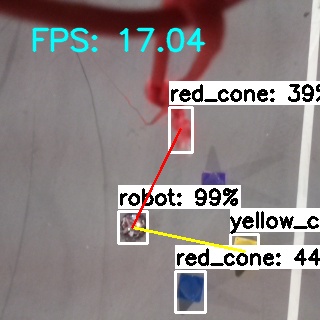 FPS: 17.04
red_cone: 39%
robot: 99%
yellow_c
red_cone: 44